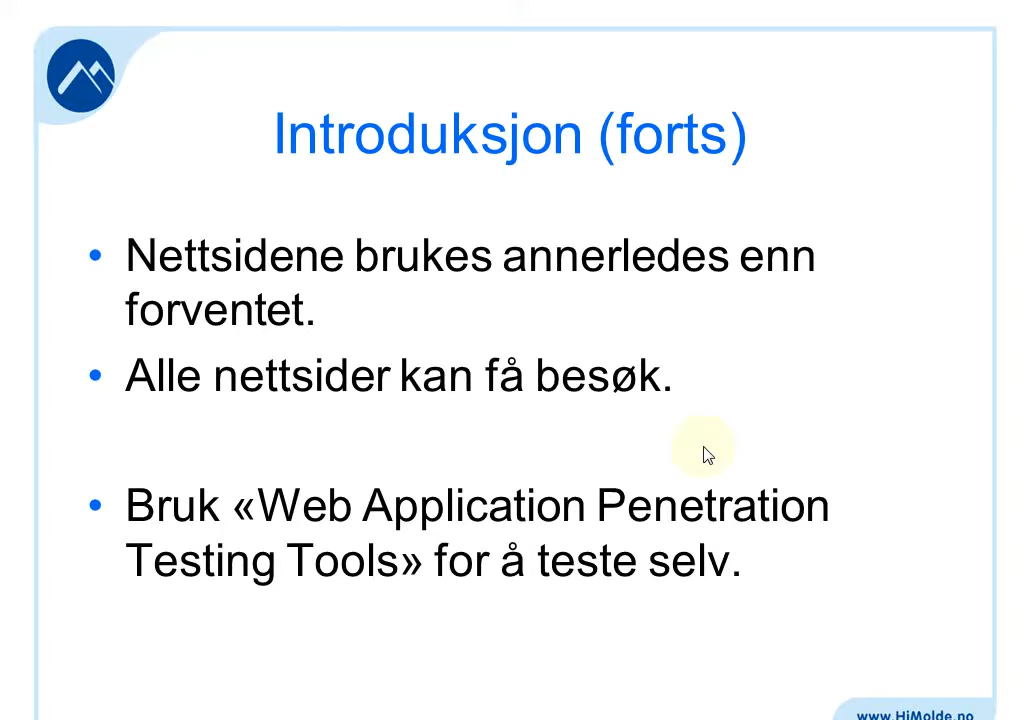 Introduksjon (forts)
• Nettsidene brukes annerledes enn
forventet.
• Alle nettsider kan få besøk.
• Bruk «Web Application Penetration
Testing Tools» for å teste selv.
www.HiMolde.no